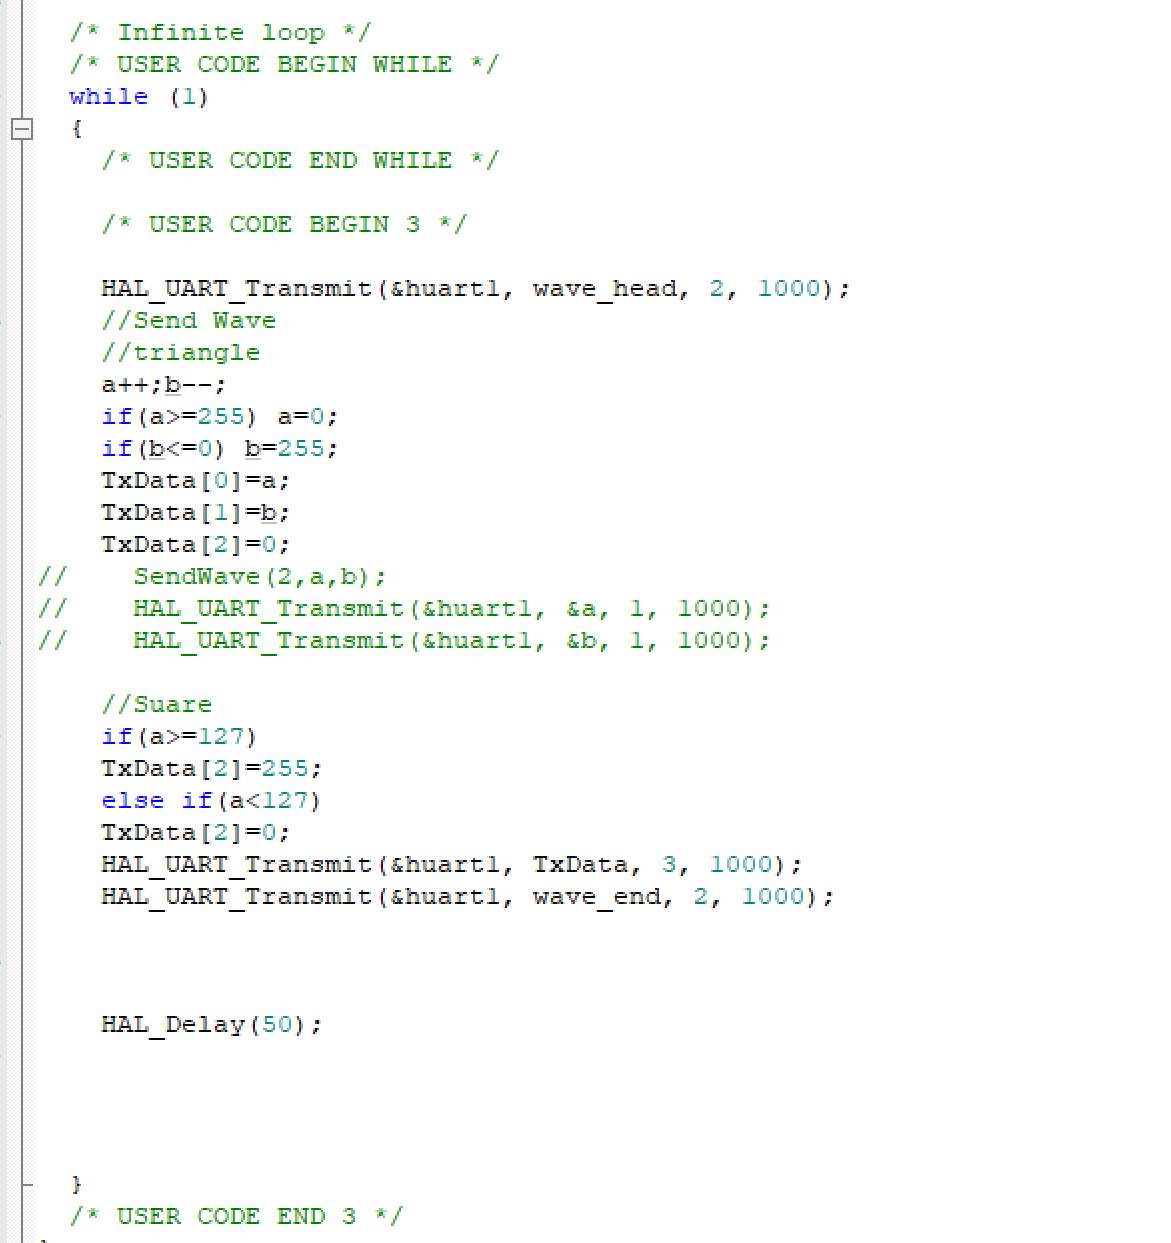 /* Infinite loop */
/* USER CODE BEGIN WHILE */
while (1)
{
/* USER CODE END WHILE */
/* USER CODE BEGIN 3 */
HAL_UART_Transmit(&huart1, wave_head, 2, 1000);
//Send Wave
//triangle
a++;b--;
if(a>=255) a=0;
if(b<=0) b=255;
TxData[0]=a;
TxData[1]=b;
TxData[2]=0;
// SendWave(2,a,b);
// HAL_UART_Transmit(&huart1, &a, 1, 1000);
// HAL_UART_Transmit(&huart1, &b, 1, 1000);
//Suare
if(a>=127)
TxData[2]=255;
else if(a<127)
TxData[2]=0;
HAL_UART_Transmit(&huart1, TxData, 3, 1000);
HAL_UART_Transmit(&huart1, wave_end, 2, 1000);
HAL_Delay(50);
}
/* USER CODE END 3 */